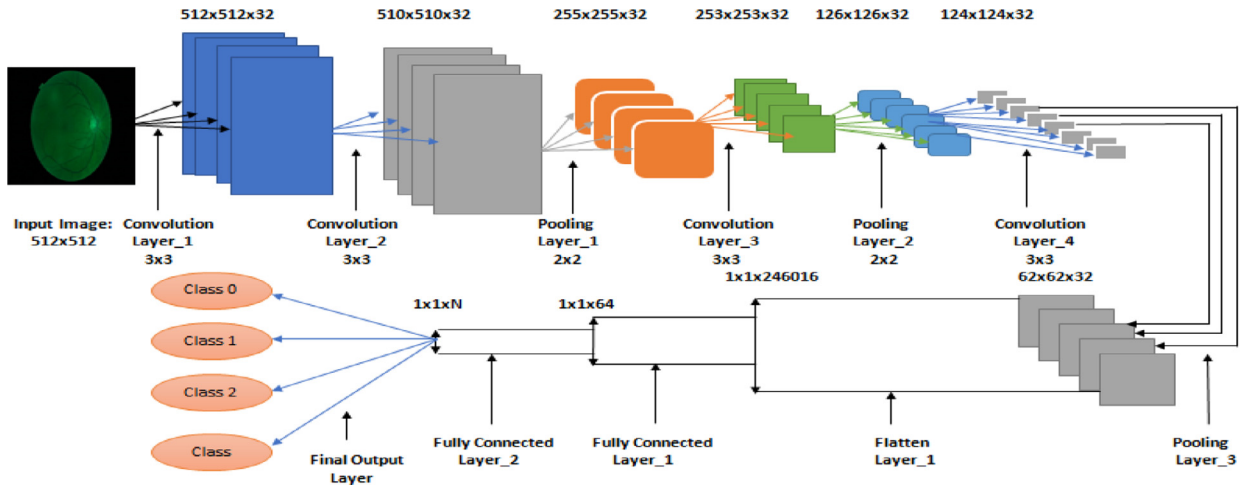 512x512x32
510x510x32
255x255x32
253x253x32
126x126x32
124x124x32
Input Image:
512x512
Convolution
Layer_1
3x3
Convolution
Layer_2
3x3
Pooling
Layer_1
2x2
Convolution
Layer_3
3x3
Pooling
Layer_2
2x2
Convolution
Layer_4
3x3
Class 0
Class 1
Class 2
Class
1x1xN
1x1x64
1x1x246016
62x62x32
Final Output
Layer
Fully Connected
Layer_2
Fully Connected
Layer_1
Flatten
Layer_1
Pooling
Layer_3